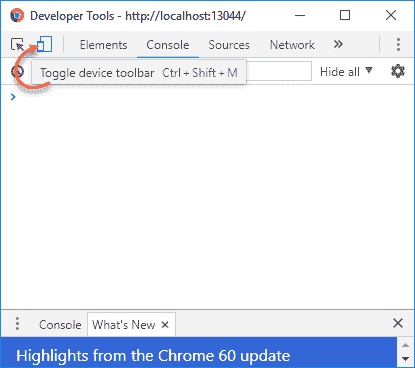 Developer Tools - http://localhost:13044/
Elements Console Sources Network »
Toggle device toolbar Ctrl + Shift + M Hide all ▼
Console What's New ×
Highlights from the Chrome 60 update